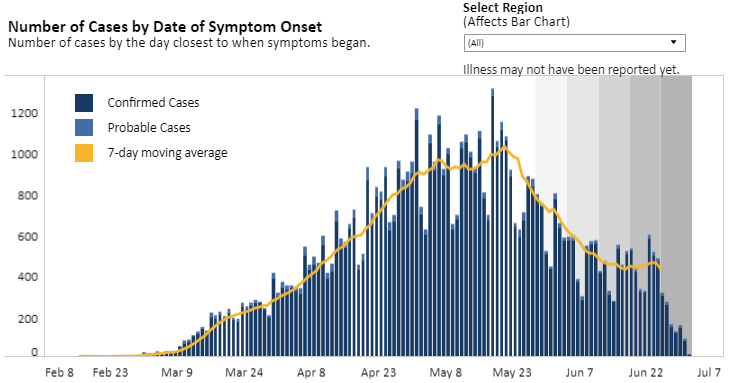 Number of Cases by Date of Symptom Onset
Number of cases by the day closest to when symptoms began.
Select Region
(Affects Bar Chart)
(All)
Illness may not have been reported yet.
Confirmed Cases
Probable Cases
7-day moving average
1200
1000
800
600
400
200
0
Feb 8 Feb 23 Mar 9 Mar 24 Apr 8 Apr 23 May 8 May 23 Jun 7 Jun 22 Jul 7